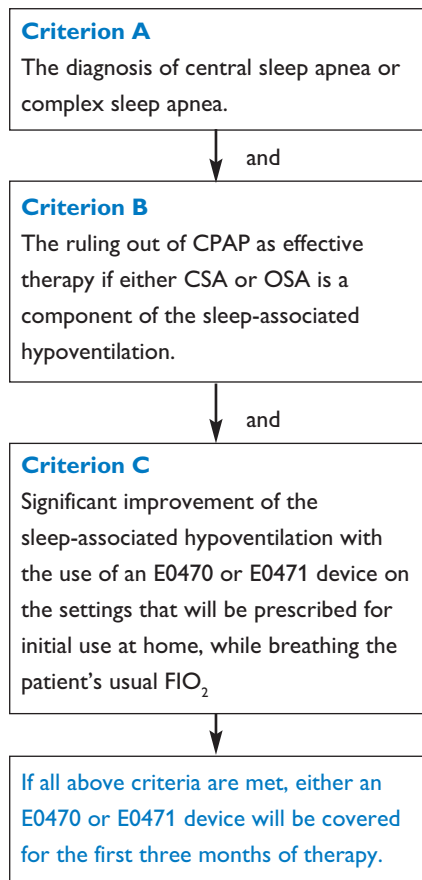 Criterion A
The diagnosis of central sleep apnea or
complex sleep apnea.
and
Criterion B
The ruling out of CPAP as effective
therapy if either CSA or OSA is a
component of the sleep-associated
hypoventilation.
and
Criterion C
Significant improvement of the
sleep-associated hypoventilation with
the use of an E0470 or E0471 device on
the settings that will be prescribed for
initial use at home, while breathing the
patient’s usual FIO₂
If all above criteria are met, either an
E0470 or E0471 device will be covered
for the first three months of therapy.